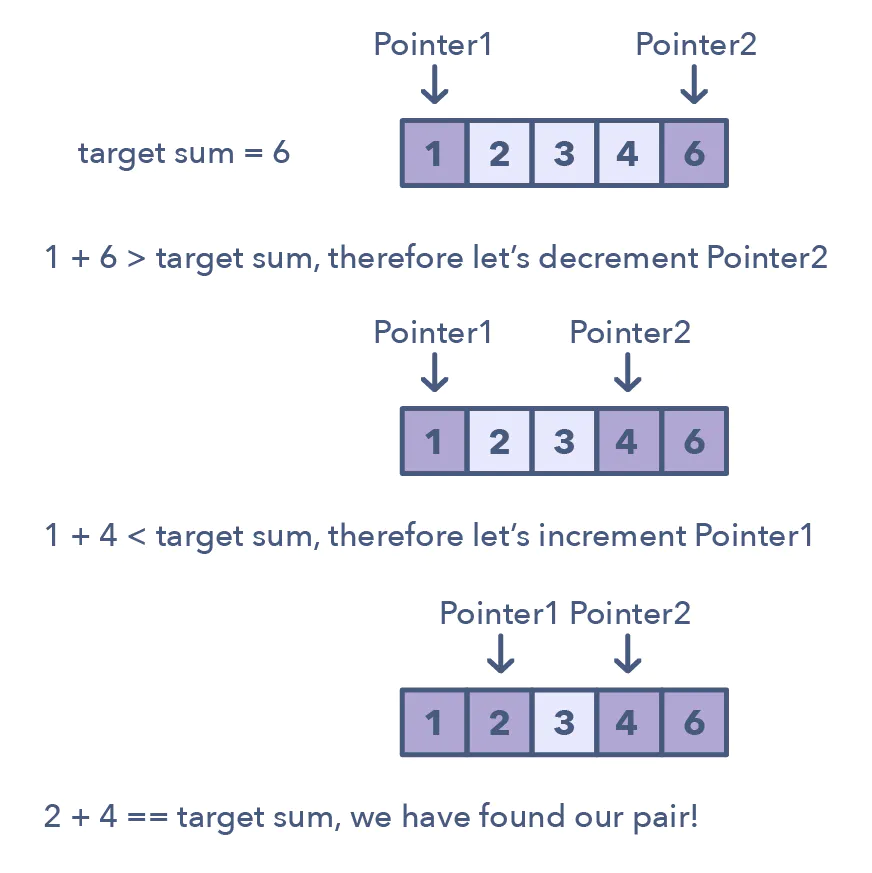 Pointer1 Pointer2
target sum = 6 1 2 3 4 6
1 + 6 > target sum, therefore let’s decrement Pointer2
Pointer1 Pointer2
1 2 3 4 6
1 + 4 < target sum, therefore let’s increment Pointer1
Pointer1 Pointer2
1 2 3 4 6
2 + 4 == target sum, we have found our pair!